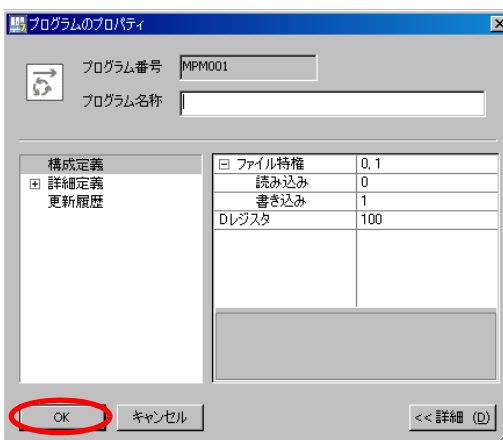 プログラムのプロパティ
プログラム番号 MPM001
プログラム名称
構成定義
詳細定義
更新履歴
ファイル特権 0, 1
読み込み 0
書き込み 1
Dレジスタ 100
OK キャンセル <<詳細 (D)